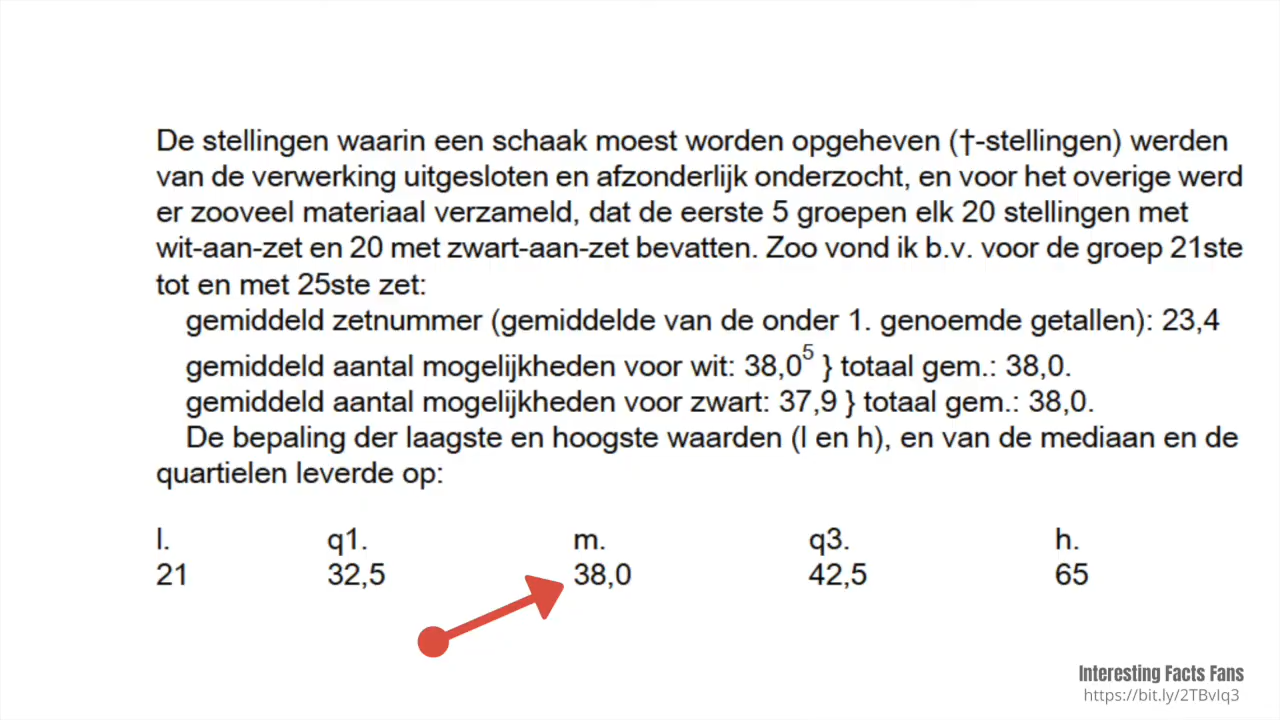 De stellingen waarin een schaak moest worden opgeheven (†-stellingen) werden
van de verwerking uitgesloten en afzonderlijk onderzocht, en voor het overige werd
er zooveel materiaal verzameld, dat de eerste 5 groepen elk 20 stellingen met
wit-aan-zet en 20 met zwart-aan-zet bevatten. Zoo vond ik b.v. voor de groep 21ste
tot en met 25ste zet:
gemiddeld zetnummer (gemiddelde van de onder 1. genoemde getallen): 23,4
gemiddeld aantal mogelijkheden voor wit: 38,0⁵ } totaal gem.: 38,0.
gemiddeld aantal mogelijkheden voor zwart: 37,9 } totaal gem.: 38,0.
De bepaling der laagste en hoogste waarden (l en h), en van de mediaan en de
quartielen leverde op:
l. q1. m. q3. h.
21 32,5 38,0 42,5 65
Interesting Facts Fans
https://bit.ly/2TBvIq3